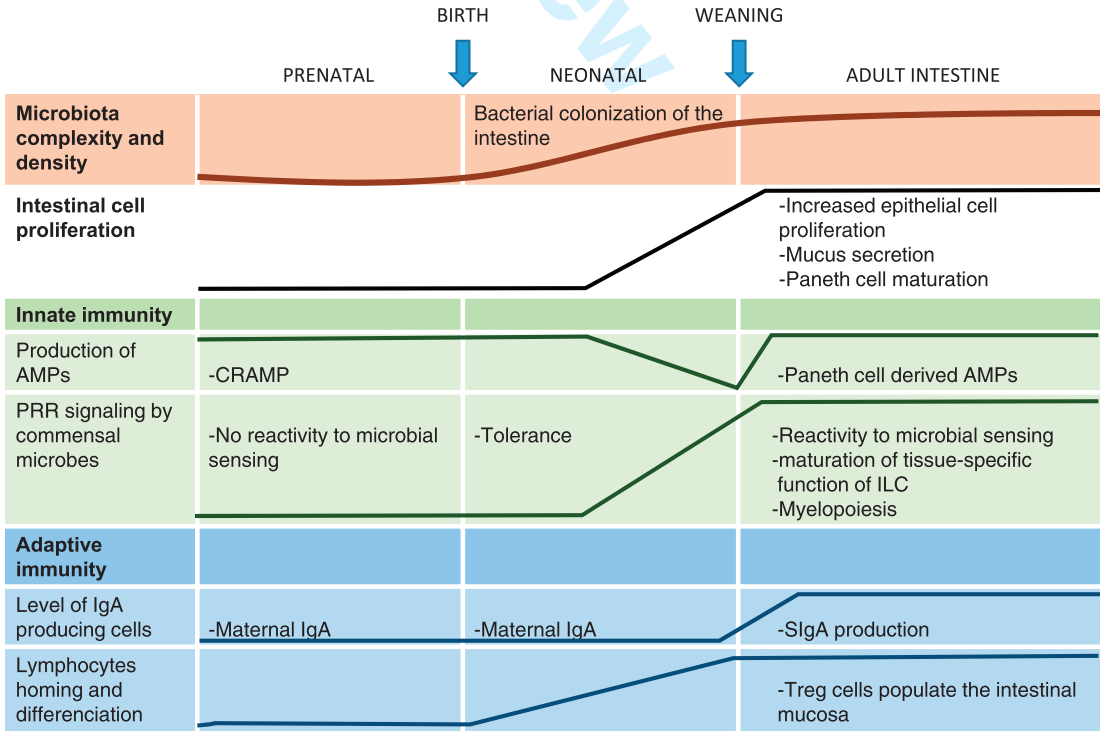 BIRTH
WEANING
PRENATAL
NEONATAL
ADULT INTESTINE
Microbiota
complexity and
density
Bacterial colonization of the
intestine
Intestinal cell
proliferation
-Increased epithelial cell
proliferation
-Mucus secretion
-Paneth cell maturation
Innate immunity
Production of
AMPs
-CRAMP
-Paneth cell derived AMPs
PRR signaling by
commensal
microbes
-No reactivity to microbial
sensing
-Tolerance
-Reactivity to microbial sensing
-maturation of tissue-specific
function of ILC
-Myelopoiesis
Adaptive
immunity
Level of IgA
producing cells
-Maternal IgA
-Maternal IgA
-SIgA production
Lymphocytes
homing and
differenciation
-Treg cells populate the intestinal
mucosa